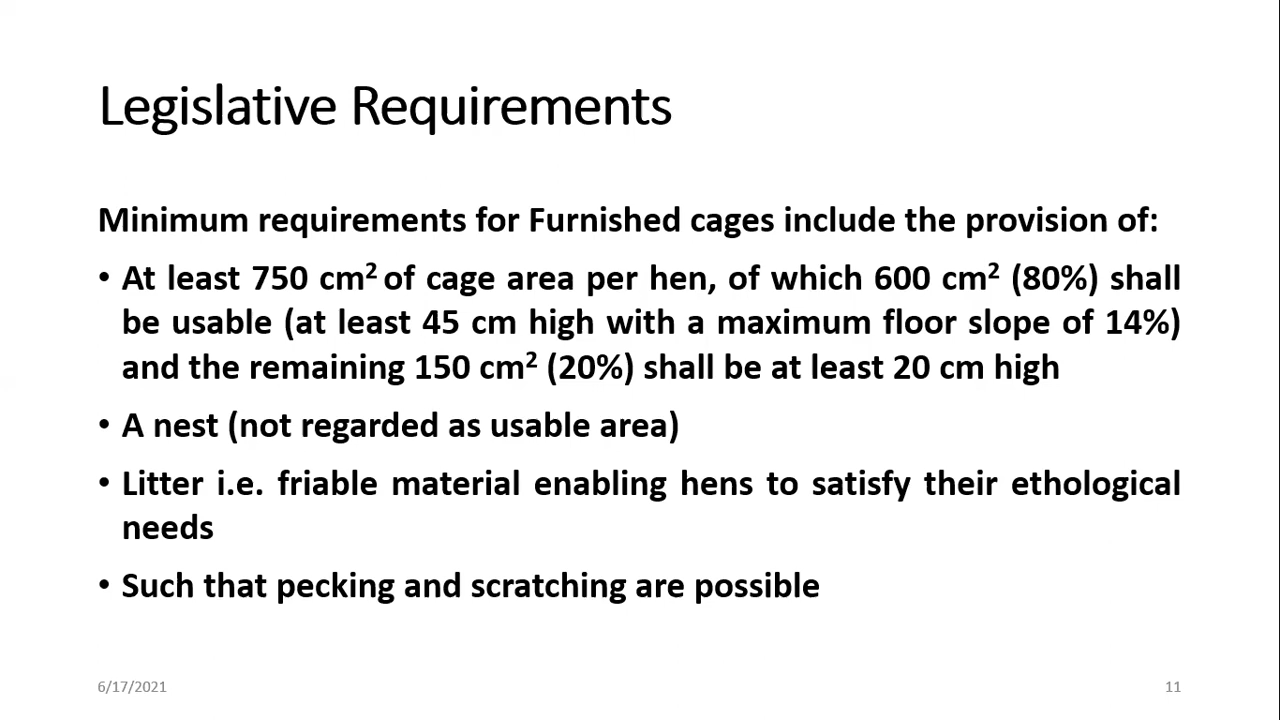 Legislative Requirements
Minimum requirements for Furnished cages include the provision of:
• At least 750 cm² of cage area per hen, of which 600 cm² (80%) shall
be usable (at least 45 cm high with a maximum floor slope of 14%)
and the remaining 150 cm² (20%) shall be at least 20 cm high
• A nest (not regarded as usable area)
• Litter i.e. friable material enabling hens to satisfy their ethological
needs
• Such that pecking and scratching are possible
6/17/2021
11